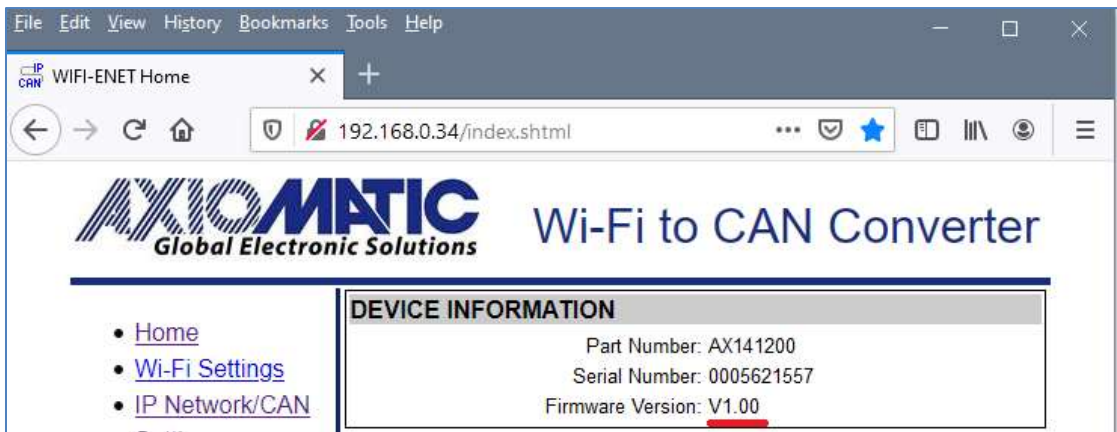 File Edit View History Bookmarks Tools Help
IP
CAN
WIFI-ENET Home
192.168.0.34/index.shtml
AXIOMATIC
Global Electronic Solutions
Wi-Fi to CAN Converter
DEVICE INFORMATION
Part Number: AX141200
Serial Number: 0005621557
Firmware Version: V1.00
• Home
• Wi-Fi Settings
• IP Network/CAN